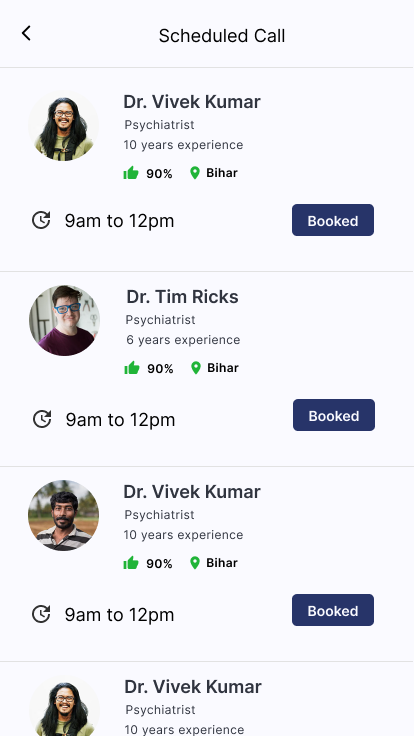 Scheduled Call
Dr. Vivek Kumar
Psychiatrist
10 years experience
90% Bihar
9am to 12pm Booked
Dr. Tim Ricks
Psychiatrist
6 years experience
90% Bihar
9am to 12pm Booked
Dr. Vivek Kumar
Psychiatrist
10 years experience
90% Bihar
9am to 12pm Booked
Dr. Vivek Kumar
Psychiatrist
10 years experience